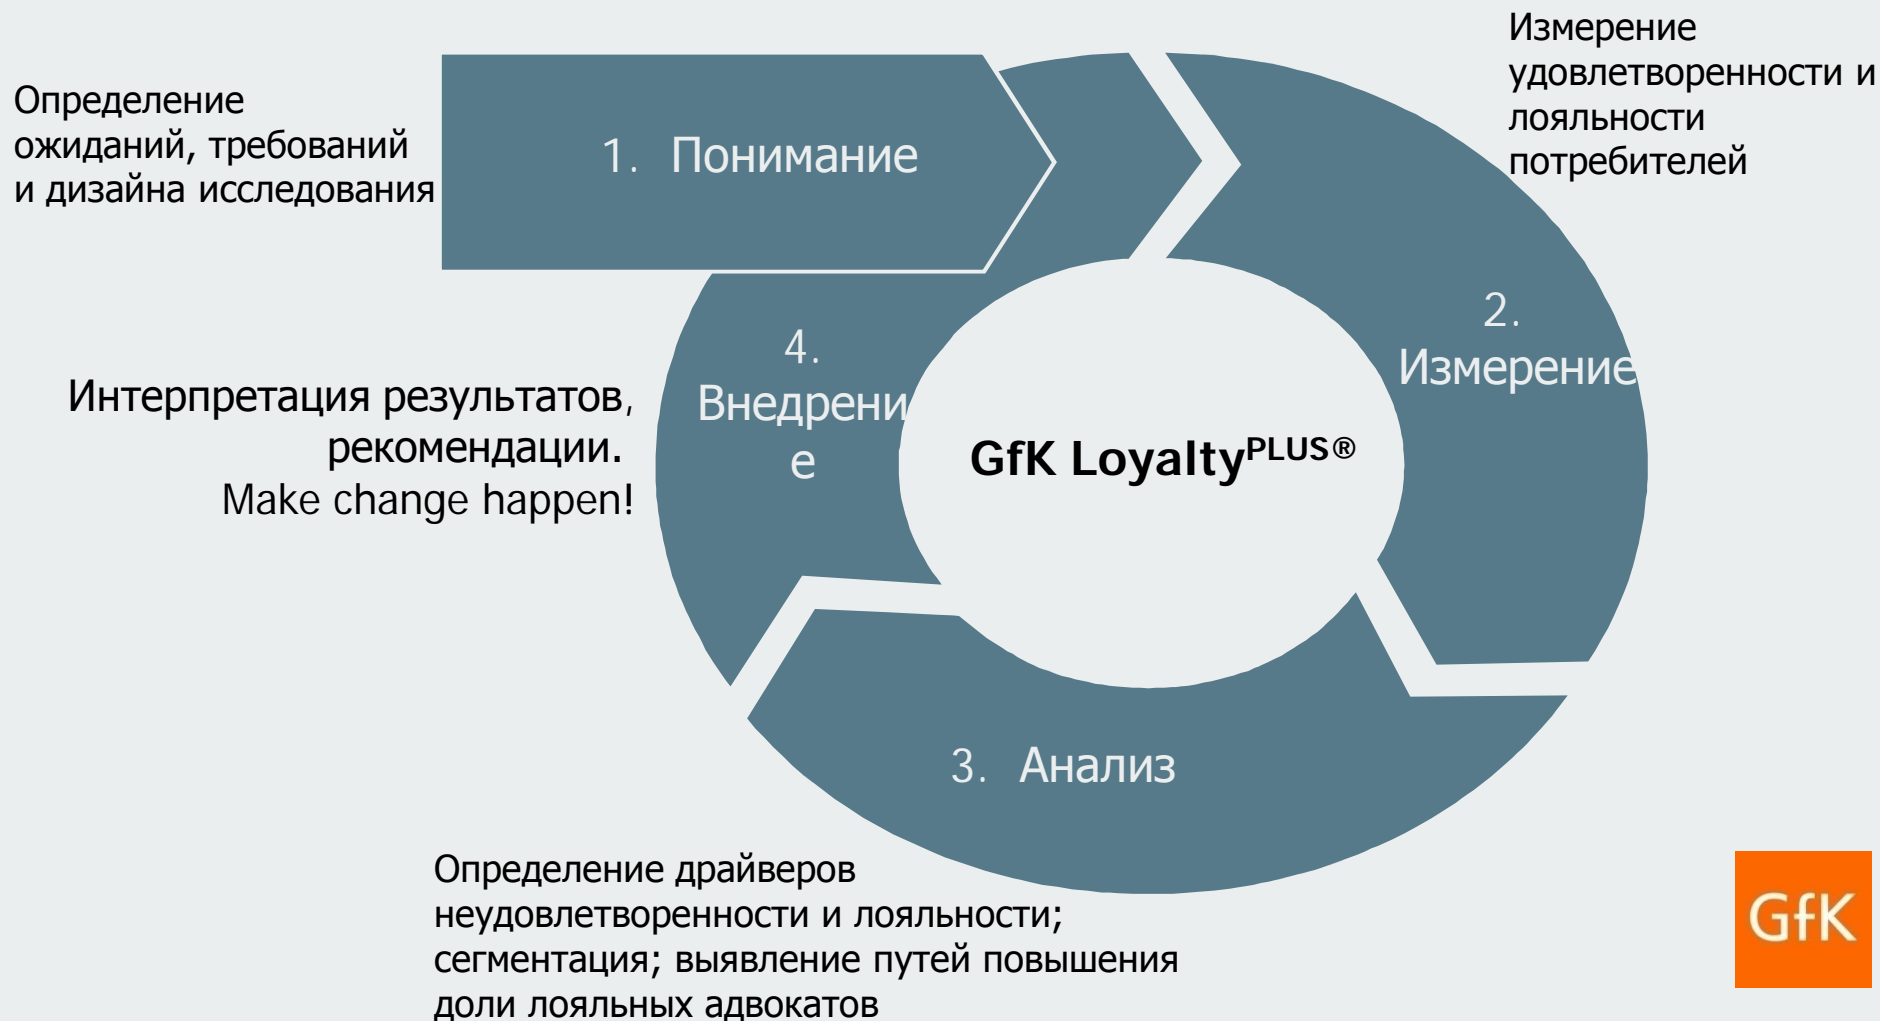 Определение
ожиданий, требований
и дизайна исследования
1. Понимание
Измерение
удовлетворенности и
лояльности
потребителей
2.
Измерение
4.
Внедрени
е
Интерпретация результатов,
рекомендации.
Make change happen!
GfK LoyaltyPLUS®
3. Анализ
Определение драйверов
неудовлетворенности и лояльности;
сегментация; выявление путей повышения
доли лояльных адвокатов
GfK